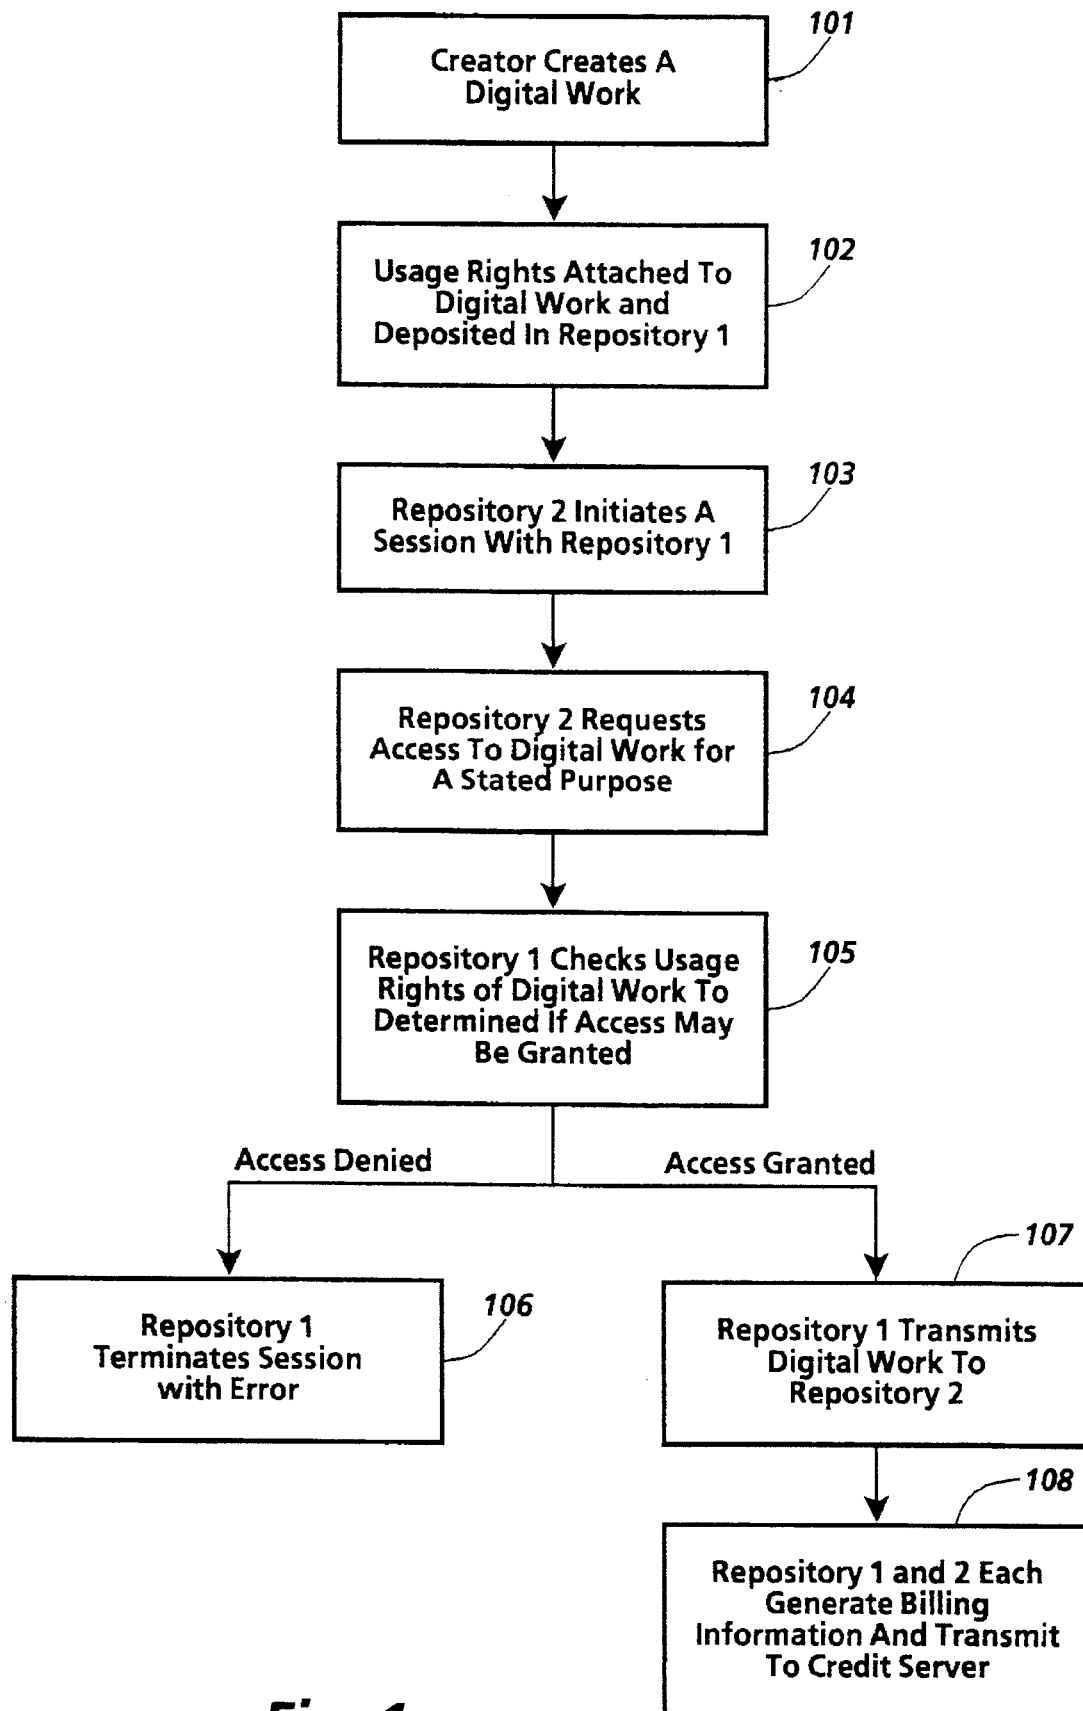 101
Creator Creates A
Digital Work
102
Usage Rights Attached To
Digital Work and
Deposited In Repository 1
103
Repository 2 Initiates A
Session With Repository 1
104
Repository 2 Requests
Access To Digital Work for
A Stated Purpose
105
Repository 1 Checks Usage
Rights of Digital Work To
Determined If Access May
Be Granted
Access Denied
Access Granted
106
Repository 1
Terminates Session
with Error
107
Repository 1 Transmits
Digital Work To
Repository 2
108
Repository 1 and 2 Each
Generate Billing
Information And Transmit
To Credit Server